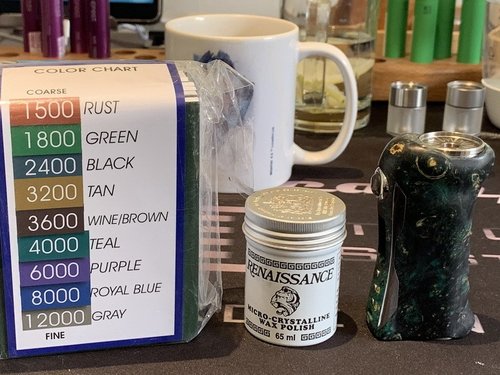 COLOR CHART
COARSE
1500 RUST
1800 GREEN
2400 BLACK
3200 TAN
3600 WINE/BROWN
4000 TEAL
6000 PURPLE
8000 ROYAL BLUE
12000 GRAY
FINE
RENAISSANCE
MICRO-CRYSTALLINE
WAX POLISH
65 ml